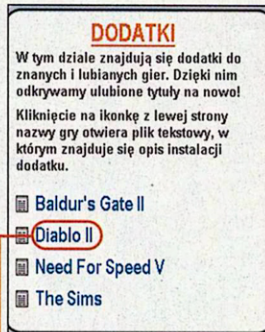 DODATKI
W tym dziale znajdują się dodatki do
znanych i lubianych gier. Dzięki nim
odkrywamy ulubione tytuły na nowo!
Kliknięcie na ikonkę z lewej strony
nazwy gry otwiera plik tekstowy, w
którym znajduje się opis instalacji
dodatku.
Baldur's Gate II
Diablo II
Need For Speed V
The Sims